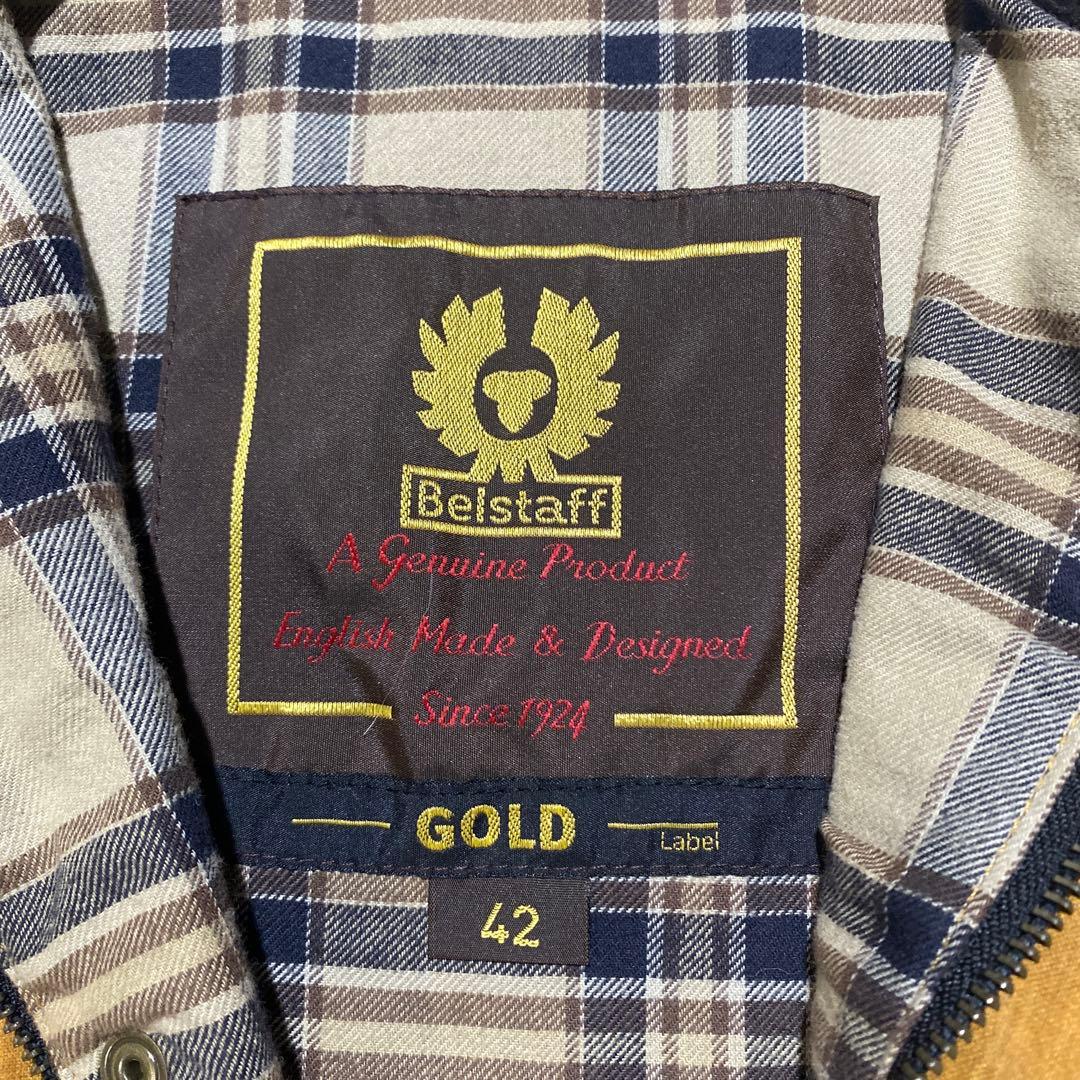 Belstaff
A Genuine Product
English Made & Designed
Since 1924
GOLD
Label
42